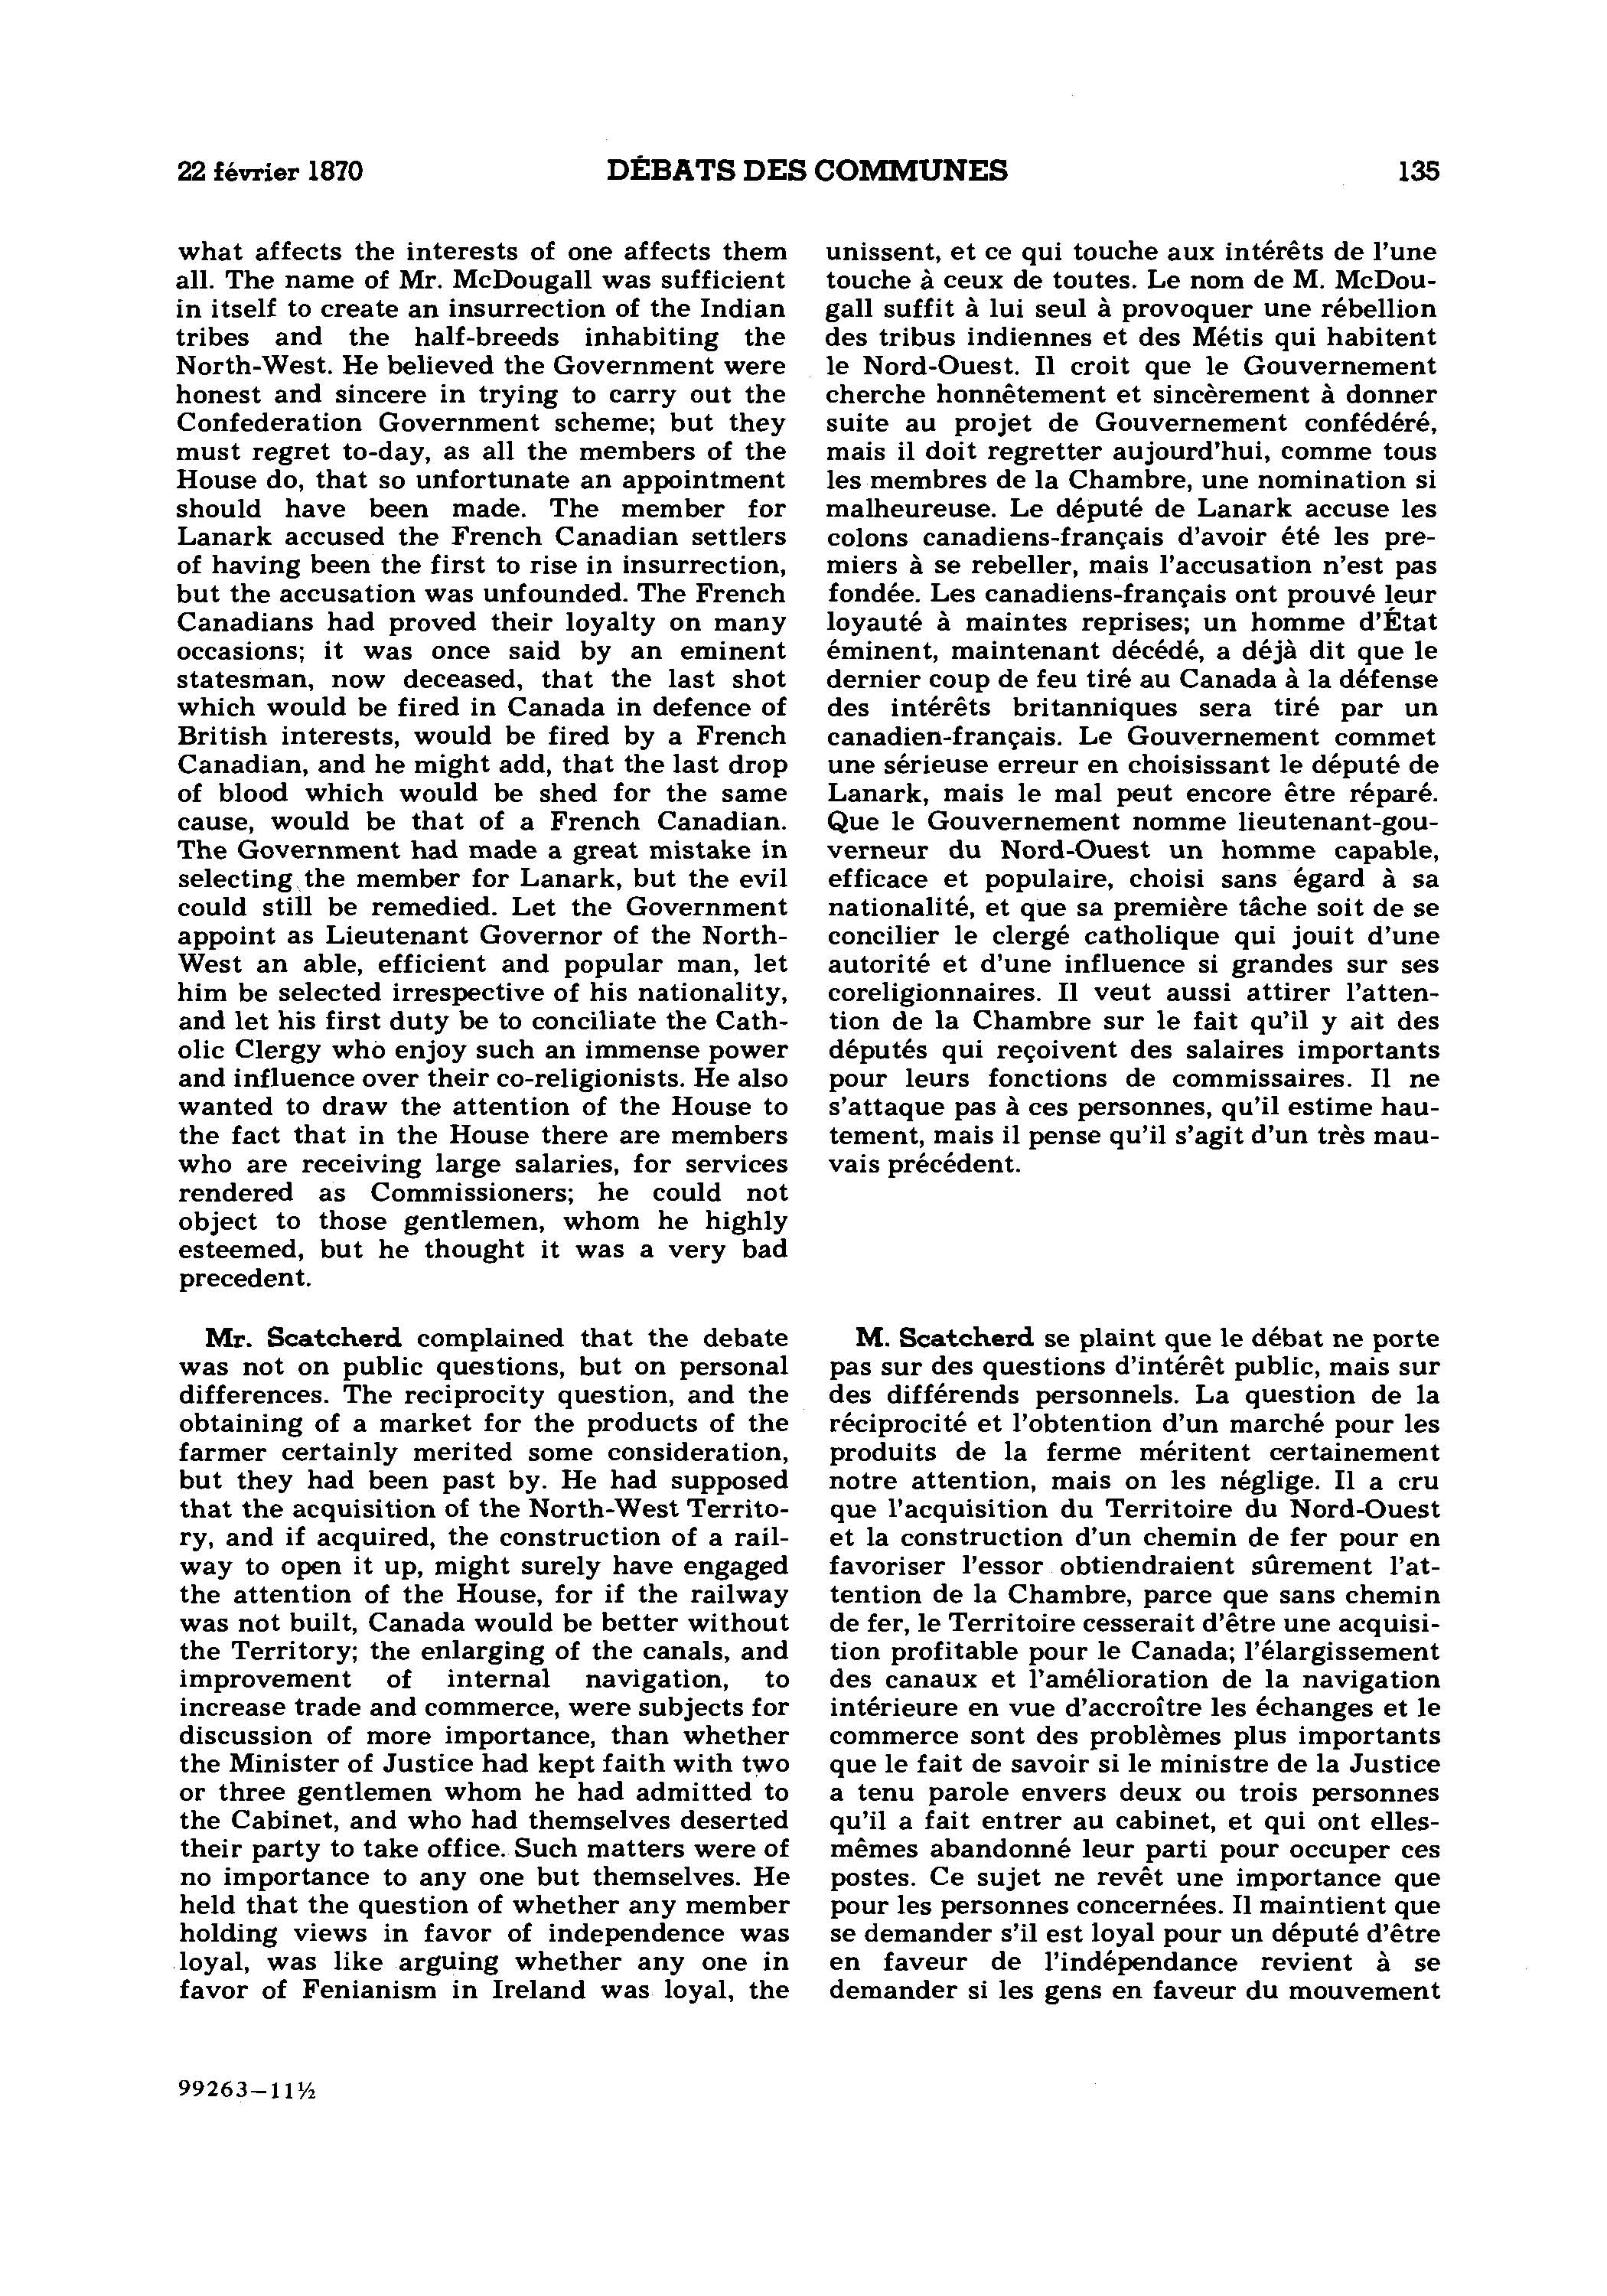 22 février 1870 DÉBATS DES COMMUNES 135
what affects the interests of one affects them
all. The name of Mr. McDougall was sufficient
in itself to create an insurrection of the Indian
tribes and the half-breeds inhabiting the
North-West. He believed the Government were
honest and sincere in trying to carry out the
Confederation Government scheme; but they
must regret to-day, as all the members of the
House do, that so unfortunate an appointment
should have been made. The member for
Lanark accused the French Canadian settlers
of having been the first to rise in insurrection,
but the accusation was unfounded. The French
Canadians had proved their loyalty on many
occasions; it was once said by an eminent
statesman, now deceased, that the last shot
which would be fired in Canada in defence of
British interests, would be fired by a French
Canadian, and he might add, that the last drop
of blood which would be shed for the same
cause, would be that of a French Canadian.
The Government had made a great mistake in
selecting the member for Lanark, but the evil
could still be remedied. Let the Government
appoint as Lieutenant Governor of the North-
West an able, efficient and popular man, let
him be selected irrespective of his nationality,
and let his first duty be to conciliate the Cath-
olic Clergy who enjoy such an immense power
and influence over their co-religionists. He also
wanted to draw the attention of the House to
the fact that in the House there are members
who are receiving large salaries, for services
rendered as Commissioners; he could not
object to those gentlemen, whom he highly
esteemed, but he thought it was a very bad
precedent.
Mr. Scatcherd complained that the debate
was not on public questions, but on personal
differences. The reciprocity question, and the
obtaining of a market for the products of the
farmer certainly merited some consideration,
but they had been past by. He had supposed
that the acquisition of the North-West Territo-
ry, and if acquired, the construction of a rail-
way to open it up, might surely have engaged
the attention of the House, for if the railway
was not built, Canada would be better without
the Territory; the enlarging of the canals, and
improvement of internal navigation, to
increase trade and commerce, were subjects for
discussion of more importance, than whether
the Minister of Justice had kept faith with two
or three gentlemen whom he had admitted to
the Cabinet, and who had themselves deserted
their party to take office. Such matters were of
no importance to any one but themselves. He
held that the question of whether any member
holding views in favor of independence was
loyal, was like arguing whether any one in
favor of Fenianism in Ireland was loyal, the
unissent, et ce qui touche aux intérêts de l'une
touche à ceux de toutes. Le nom de M. McDou-
gall suffit à lui seul à provoquer une rébellion
des tribus indiennes et des Métis qui habitent
le Nord-Ouest. Il croit que le Gouvernement
cherche honnêtement et sincèrement à donner
suite au projet de Gouvernement confédéré,
mais il doit regretter aujourd'hui, comme tous
les membres de la Chambre, une nomination si
malheureuse. Le député de Lanark accuse les
colons canadiens-français d'avoir été les pre-
miers à se rebeller, mais l'accusation n'est pas
fondée. Les canadiens-français ont prouvé leur
loyauté à maintes reprises; un homme d'État
éminent, maintenant décédé, a déjà dit que le
dernier coup de feu tiré au Canada à la défense
des intérêts britanniques sera tiré par un
canadien-français. Le Gouvernement commet
une sérieuse erreur en choisissant le député de
Lanark, mais le mal peut encore être réparé.
Que le Gouvernement nomme lieutenant-gou-
verneur du Nord-Ouest un homme capable,
efficace et populaire, choisi sans égard à sa
nationalité, et que sa première tâche soit de se
concilier le clergé catholique qui jouit d'une
autorité et d'une influence si grandes sur ses
coreligionnaires. Il veut aussi attirer l'atten-
tion de la Chambre sur le fait qu'il y ait des
députés qui reçoivent des salaires importants
pour leurs fonctions de commissaires. Il ne
s'attaque pas à ces personnes, qu'il estime hau-
tement, mais il pense qu'il s'agit d'un très mau-
vais précédent.
M. Scatcherd se plaint que le débat ne porte
pas sur des questions d'intérêt public, mais sur
des différends personnels. La question de la
réciprocité et l'obtention d'un marché pour les
produits de la ferme méritent certainement
notre attention, mais on les néglige. Il a cru
que l'acquisition du Territoire du Nord-Ouest
et la construction d'un chemin de fer pour en
favoriser l'essor obtiendraient sûrement l'at-
tention de la Chambre, parce que sans chemin
de fer, le Territoire cesserait d'être une acquisi-
tion profitable pour le Canada; l'élargissement
des canaux et l'amélioration de la navigation
intérieure en vue d'accroître les échanges et le
commerce sont des problèmes plus importants
que le fait de savoir si le ministre de la Justice
a tenu parole envers deux ou trois personnes
qu'il a fait entrer au cabinet, et qui ont elles-
mêmes abandonné leur parti pour occuper ces
postes. Ce sujet ne revêt une importance que
pour les personnes concernées. Il maintient que
se demander s'il est loyal pour un député d'être
en faveur de l'indépendance revient à se
demander si les gens en faveur du mouvement
99263—11½